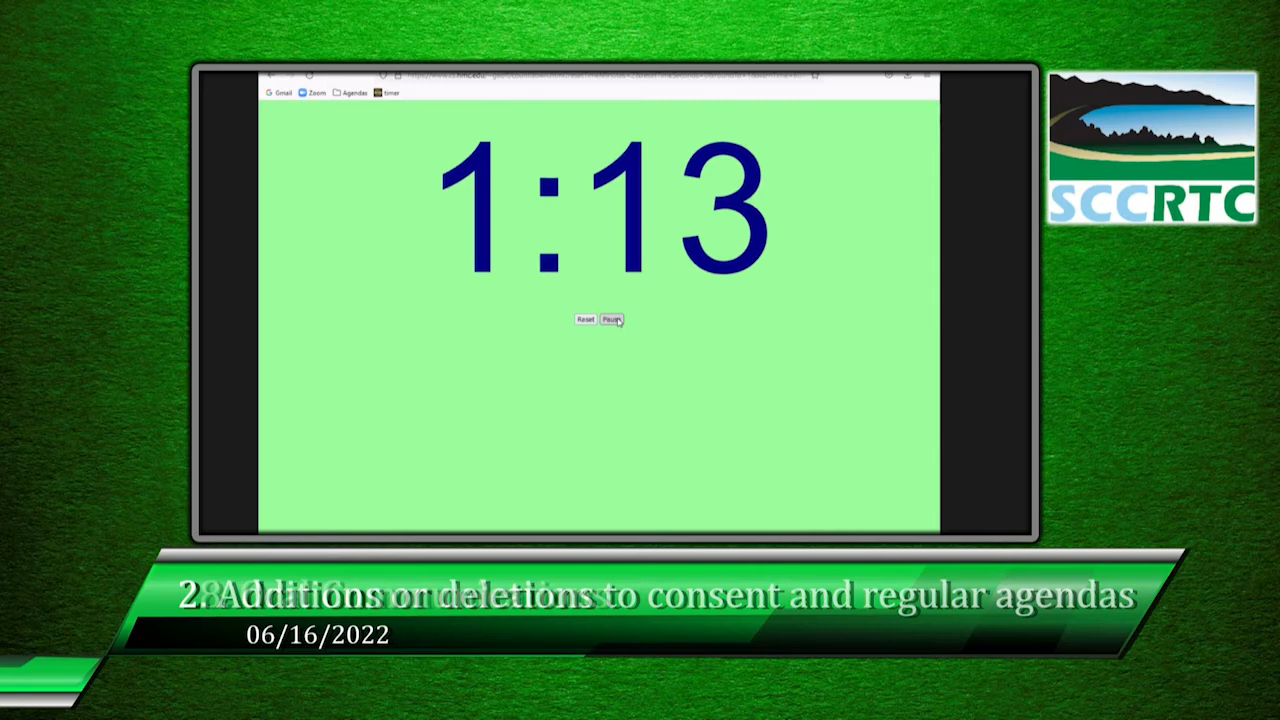 Gmail Zoom Agendas timer
1:13
Reset Pause
SCCRTC
2. Additions or deletions to consent and regular agendas
06/16/2022